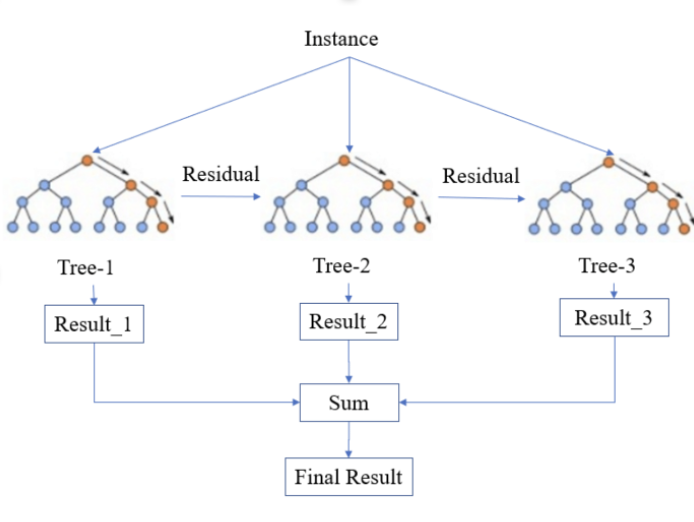 Instance
Residual
Residual
Tree-1
Tree-2
Tree-3
Result_1
Result_2
Result_3
Sum
Final Result